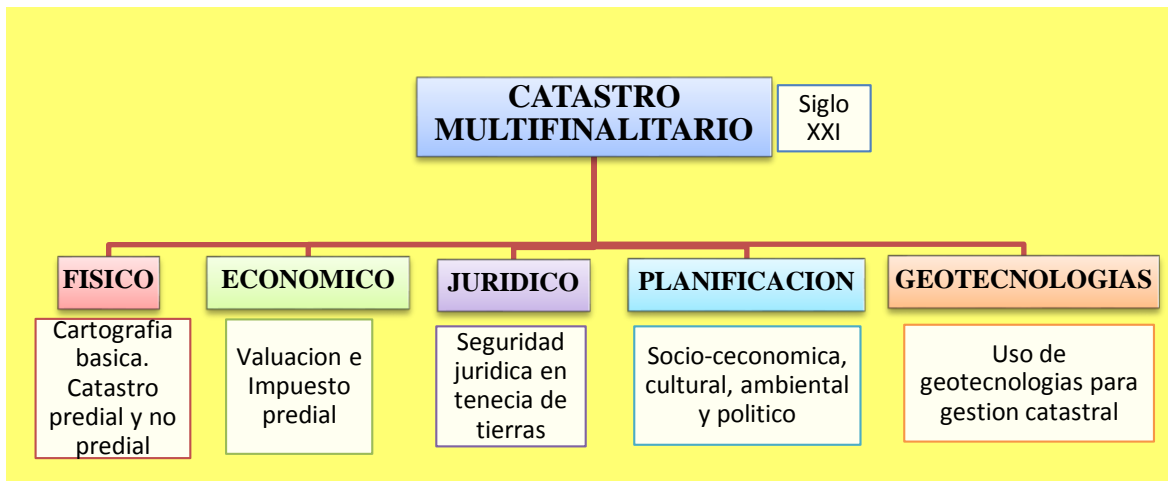 CATASTRO
MULTIFINALITARIO
Siglo
XXI
FISICO
Cartografia
basica.
Catastro
predial y no
predial
ECONOMICO
Valuacion e
Impuesto
predial
JURIDICO
Seguridad
juridica en
tenecia de
tierras
PLANIFICACION
Socio-ceconomica,
cultural, ambiental
y politico
GEOTECNOLOGIAS
Uso de
geotecnologias para
gestion catastral